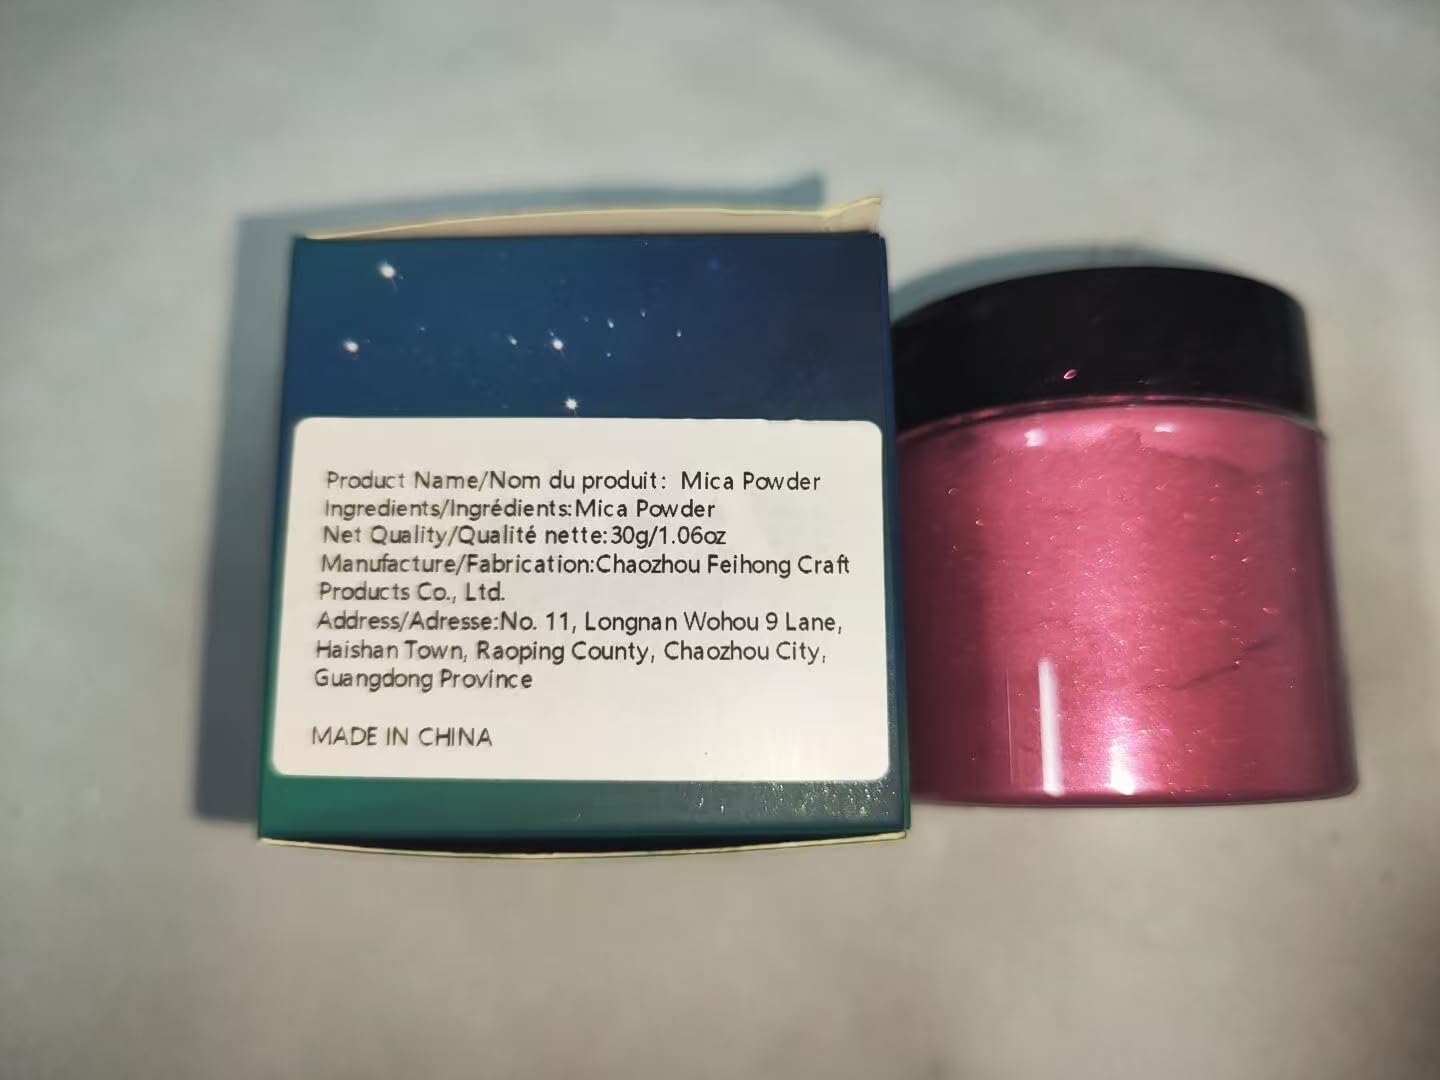 Product Name/Nom du produit: Mica Powder
Ingredients/Ingrédients:Mica Powder
Net Quality/Qualité nette:30g/1.06oz
Manufacture/Fabrication:Chaozhou Feihong Craft
Products Co., Ltd.
Address/Adresse:No. 11, Longnan Wohou 9 Lane,
Haishan Town, Raoping County, Chaozhou City,
Guangdong Province
MADE IN CHINA